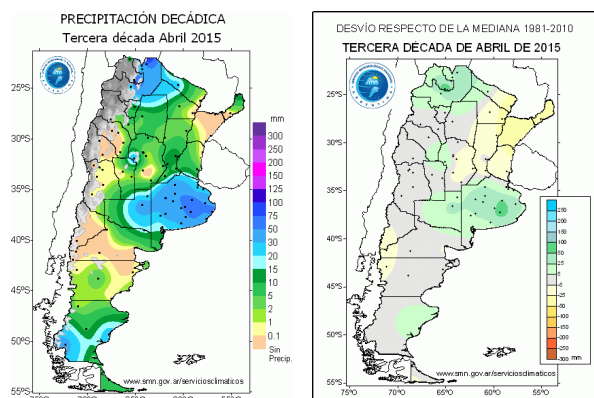 PRECIPITACIÓN DECÁDICA
Tercera década Abril 2015
25°S
30°S
35°S
40°S
45°S
50°S
55°S
mm
300
250
200
150
125
100
75
50
30
20
15
10
5
2
1
0.1
Sin
Precip.
www.smn.gov.ar/serviciosclimaticos
DESVÍO RESPECTO DE LA MEDIANA 1981-2010
TERCERA DÉCADA DE ABRIL DE 2015
25°S
30°S
35°S
40°S
45°S
50°S
55°S
250
200
150
100
50
25
5
-5
-25
-50
-100
-150
-200
-250
-300 mm
www.smn.gov.ar/serviciosclimaticos
75°W
70°W
65°W
60°W
55°W